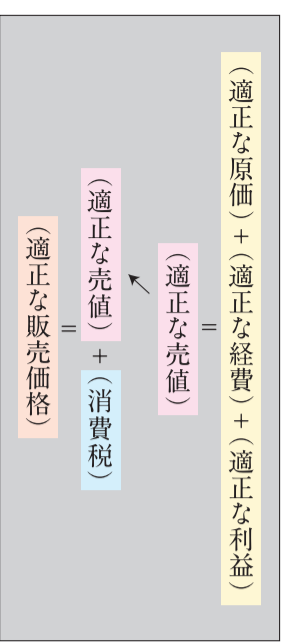 （適正な原価）＋（適正な経費）＋（適正な利益）
＝
（適正な売値）
（適正な売値）＋（消費税）
＝
（適正な販売価格）